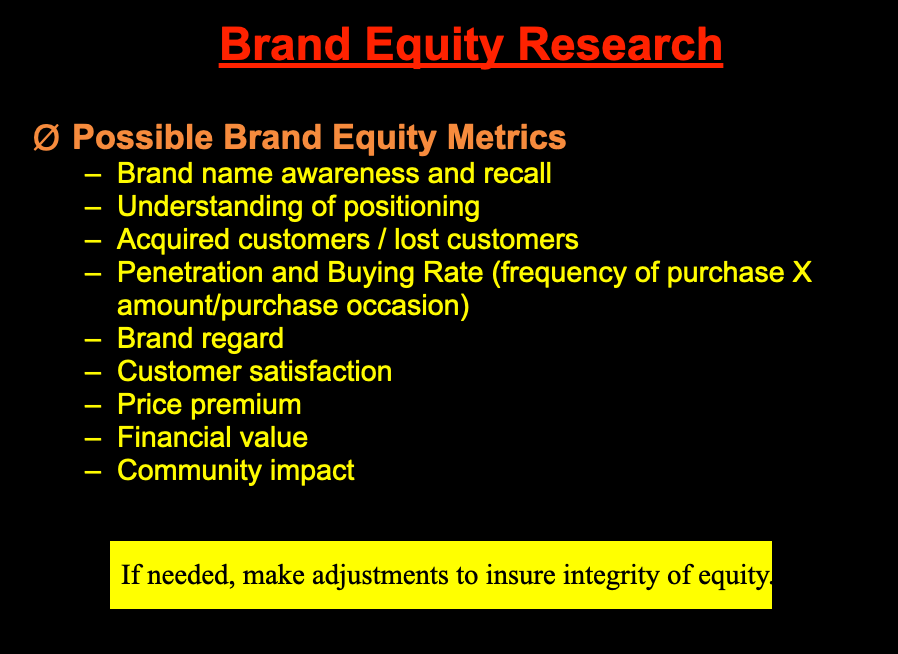 Brand Equity Research
Ø Possible Brand Equity Metrics
– Brand name awareness and recall
– Understanding of positioning
– Acquired customers / lost customers
– Penetration and Buying Rate (frequency of purchase X
amount/purchase occasion)
– Brand regard
– Customer satisfaction
– Price premium
– Financial value
– Community impact
If needed, make adjustments to insure integrity of equity.